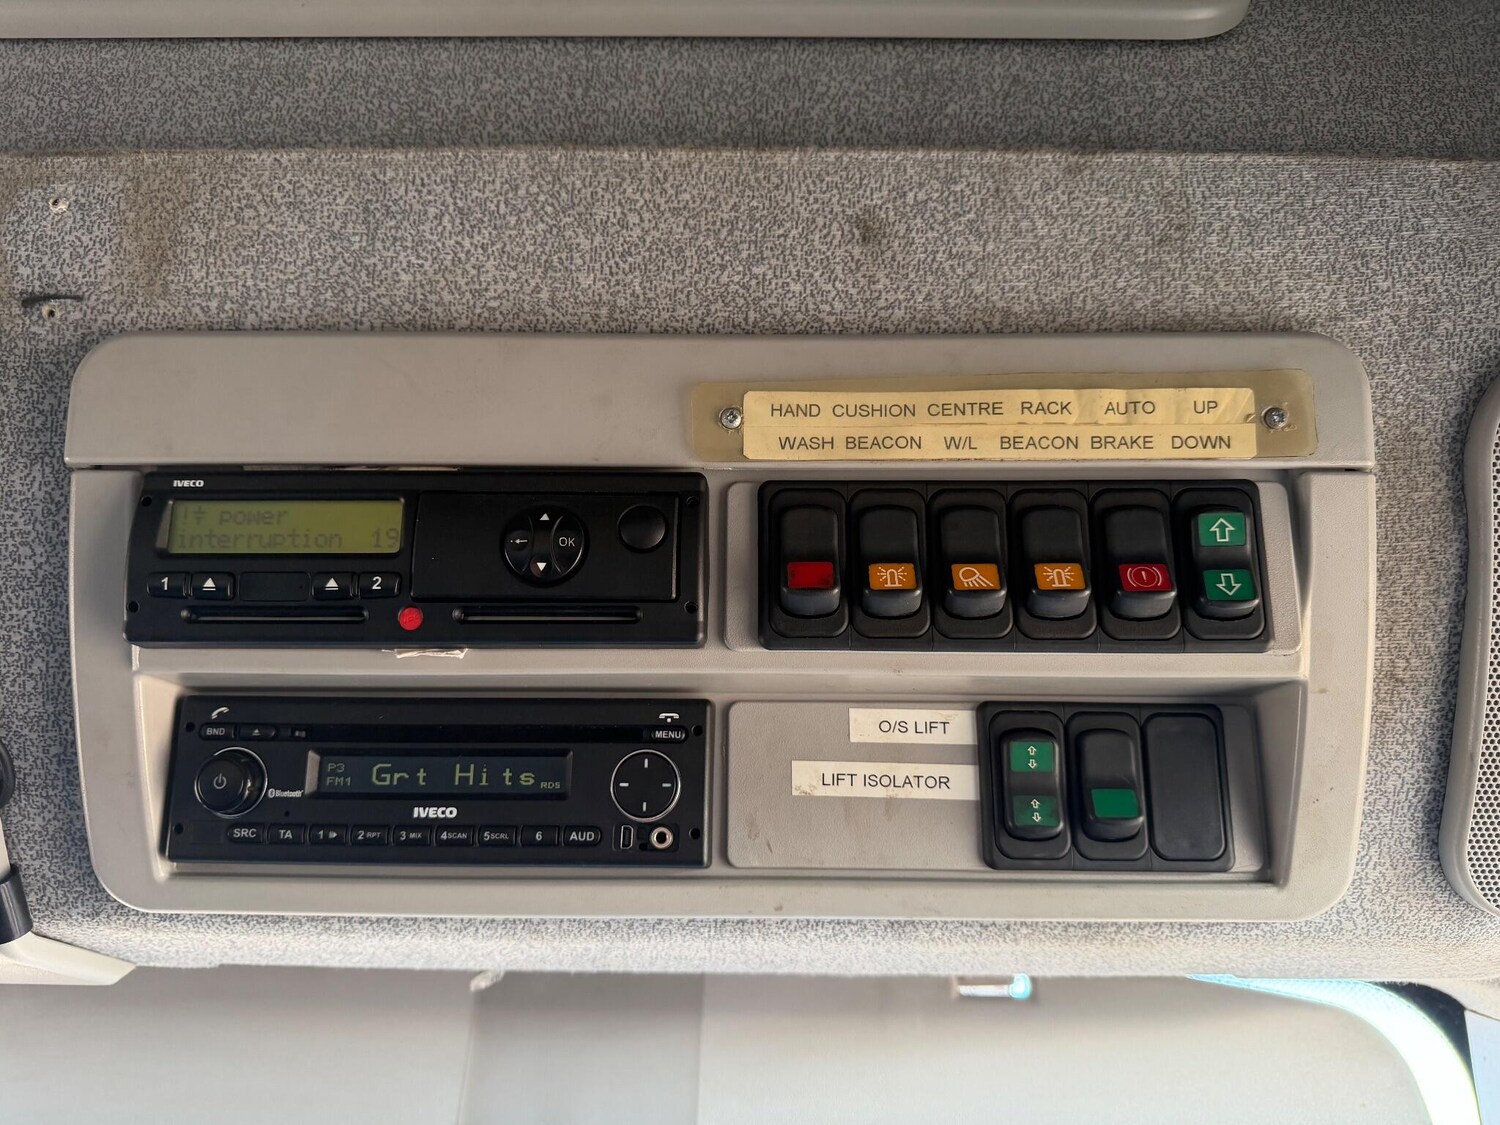 HAND CUSHION CENTRE RACK AUTO UP
WASH BEACON W/L BEACON BRAKE DOWN
IVECO
power
interruption 19
1 2
OK
BND
MENU
P3
FM1 Grt Hits RDS
Bluetooth
IVECO
SRC TA 1 2 RPT 3 MIX 4 SCAN 5 SCRL 6 AUD
O/S LIFT
LIFT ISOLATOR